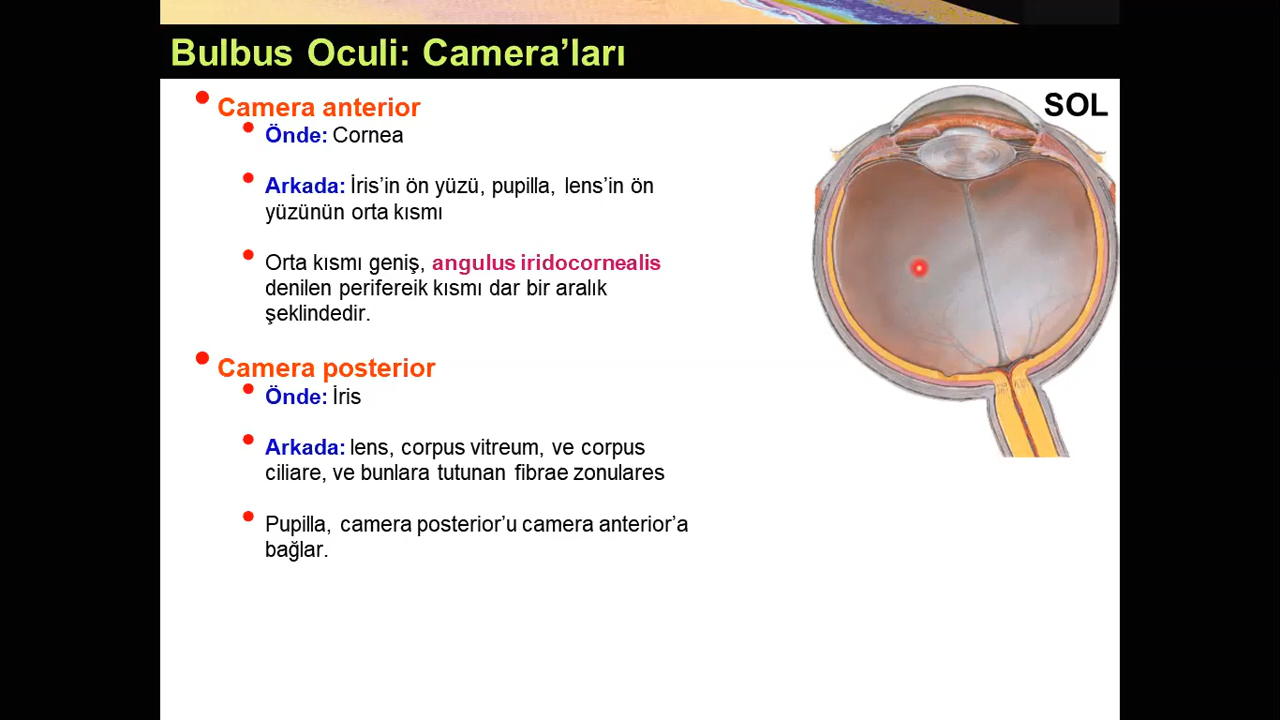 Bulbus Oculi: Camera’ları
SOL
Camera anterior
Önde: Cornea
Arkada: İris’in ön yüzü, pupilla, lens’in ön
yüzünün orta kısmı
Orta kısmı geniş, angulus iridocornealis
denilen perifereik kısmı dar bir aralık
şeklindedir.
Camera posterior
Önde: İris
Arkada: lens, corpus vitreum, ve corpus
ciliare, ve bunlara tutunan fibrae zonulares
Pupilla, camera posterior’u camera anterior’a
bağlar.